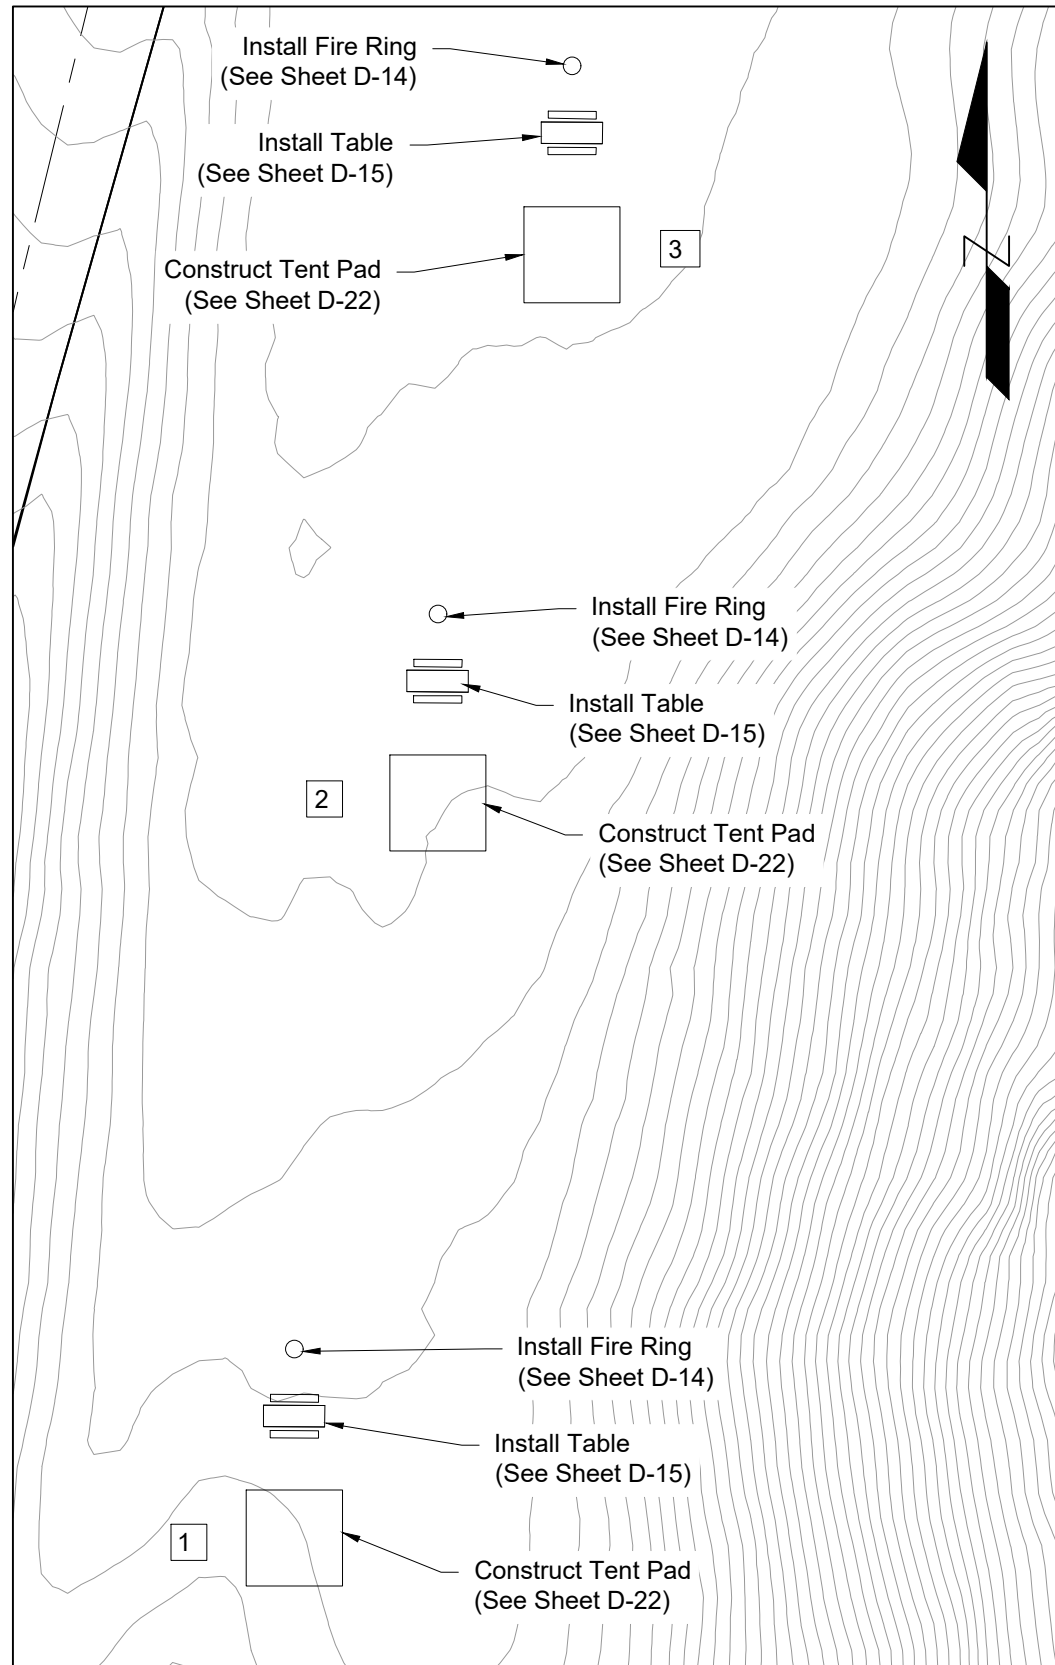 Install Fire Ring
(See Sheet D-14)
Install Table
(See Sheet D-15)
Construct Tent Pad
(See Sheet D-22)
3
N
Install Fire Ring
(See Sheet D-14)
Install Table
(See Sheet D-15)
2
Construct Tent Pad
(See Sheet D-22)
Install Fire Ring
(See Sheet D-14)
Install Table
(See Sheet D-15)
1
Construct Tent Pad
(See Sheet D-22)